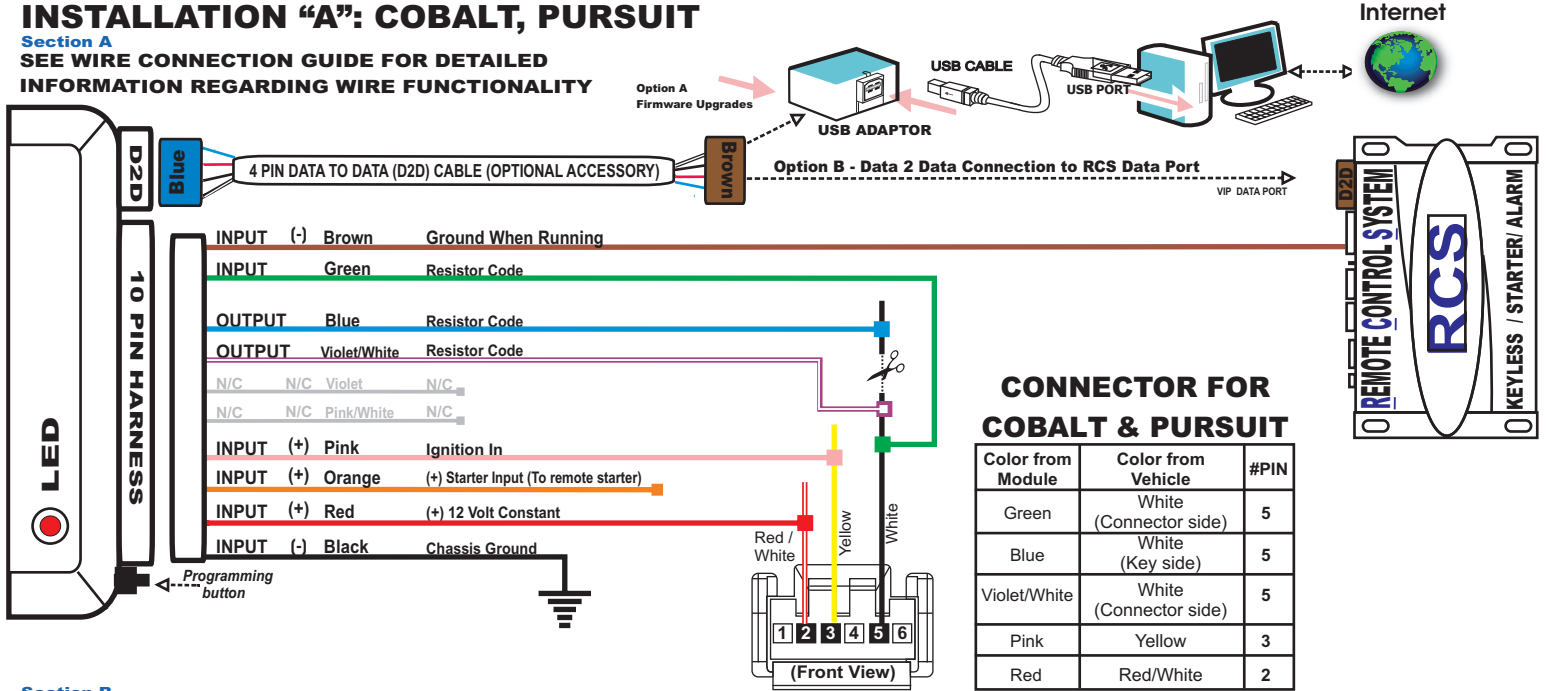 INSTALLATION “A”: COBALT, PURSUIT
Section A
SEE WIRE CONNECTION GUIDE FOR DETAILED
INFORMATION REGARDING WIRE FUNCTIONALITY
Option A
Firmware Upgrades
USB ADAPTOR
USB CABLE
USB PORT
Internet
D2D
Blue
4 PIN DATA TO DATA (D2D) CABLE (OPTIONAL ACCESSORY)
Brown
Option B - Data 2 Data Connection to RCS Data Port
VIP DATA PORT
D2D
REMOTE CONTROL SYSTEM
RCS
KEYLESS / STARTER/ ALARM
LED
10 PIN HARNESS
INPUT (-) Brown Ground When Running
INPUT Green Resistor Code
OUTPUT Blue Resistor Code
OUTPUT Violet/White Resistor Code
N/C N/C Violet N/C
N/C N/C Pink/White N/C
INPUT (+) Pink Ignition In
INPUT (+) Orange (+) Starter Input (To remote starter)
INPUT (+) Red (+) 12 Volt Constant
INPUT (-) Black Chassis Ground
Programming
button
Red /
White
Yellow
White
1 2 3 4 5 6
(Front View)
CONNECTOR FOR
COBALT & PURSUIT
Color from Module Color from Vehicle #PIN
Green White (Connector side) 5
Blue White (Key side) 5
Violet/White White (Connector side) 5
Pink Yellow 3
Red Red/White 2
Section B